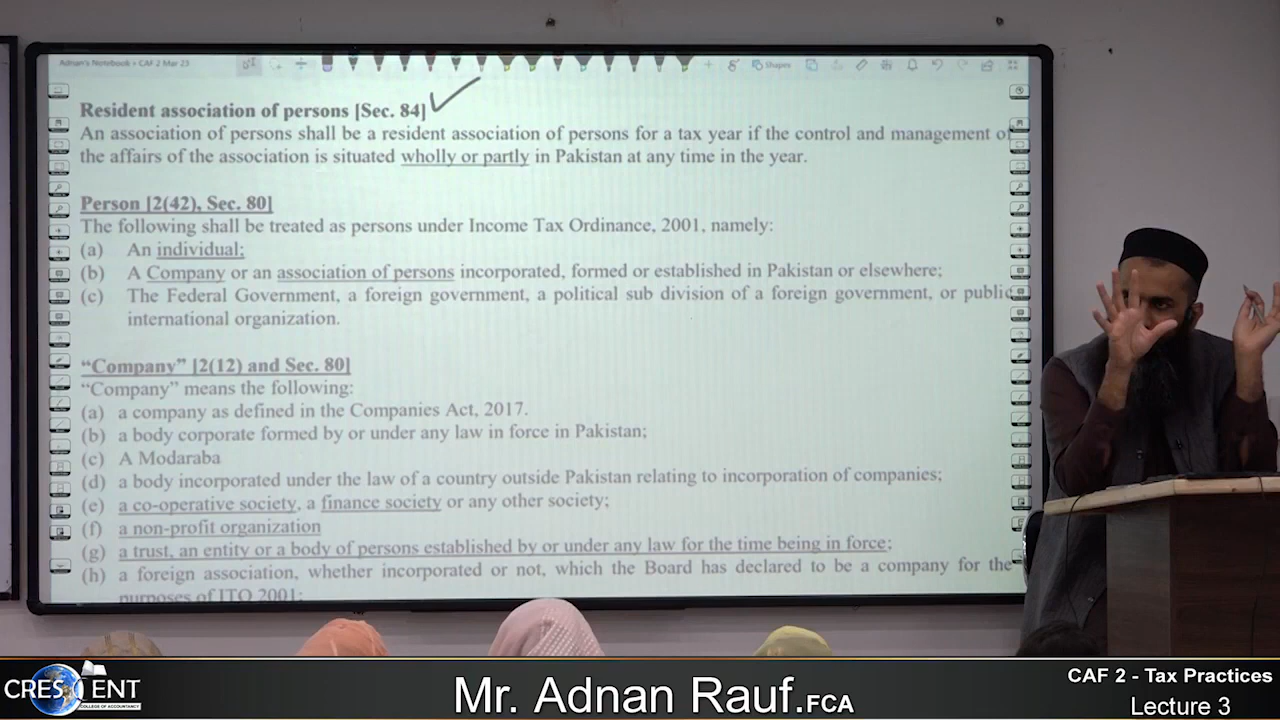 Adnan's Notebook » CAF 2 Mar 23
Shapes
Resident association of persons [Sec. 84]
An association of persons shall be a resident association of persons for a tax year if the control and management of
the affairs of the association is situated wholly or partly in Pakistan at any time in the year.
Person [2(42), Sec. 80]
The following shall be treated as persons under Income Tax Ordinance, 2001, namely:
(a) An individual;
(b) A Company or an association of persons incorporated, formed or established in Pakistan or elsewhere;
(c) The Federal Government, a foreign government, a political sub division of a foreign government, or public
international organization.
“Company” [2(12) and Sec. 80]
“Company” means the following:
(a) a company as defined in the Companies Act, 2017.
(b) a body corporate formed by or under any law in force in Pakistan;
(c) A Modaraba
(d) a body incorporated under the law of a country outside Pakistan relating to incorporation of companies;
(e) a co-operative society, a finance society or any other society;
(f) a non-profit organization
(g) a trust, an entity or a body of persons established by or under any law for the time being in force;
(h) a foreign association, whether incorporated or not, which the Board has declared to be a company for the
purposes of ITO 2001;
CRESCENT
COLLEGE OF ACCOUNTANCY
Mr. Adnan Rauf.FCA
CAF 2 - Tax Practices
Lecture 3